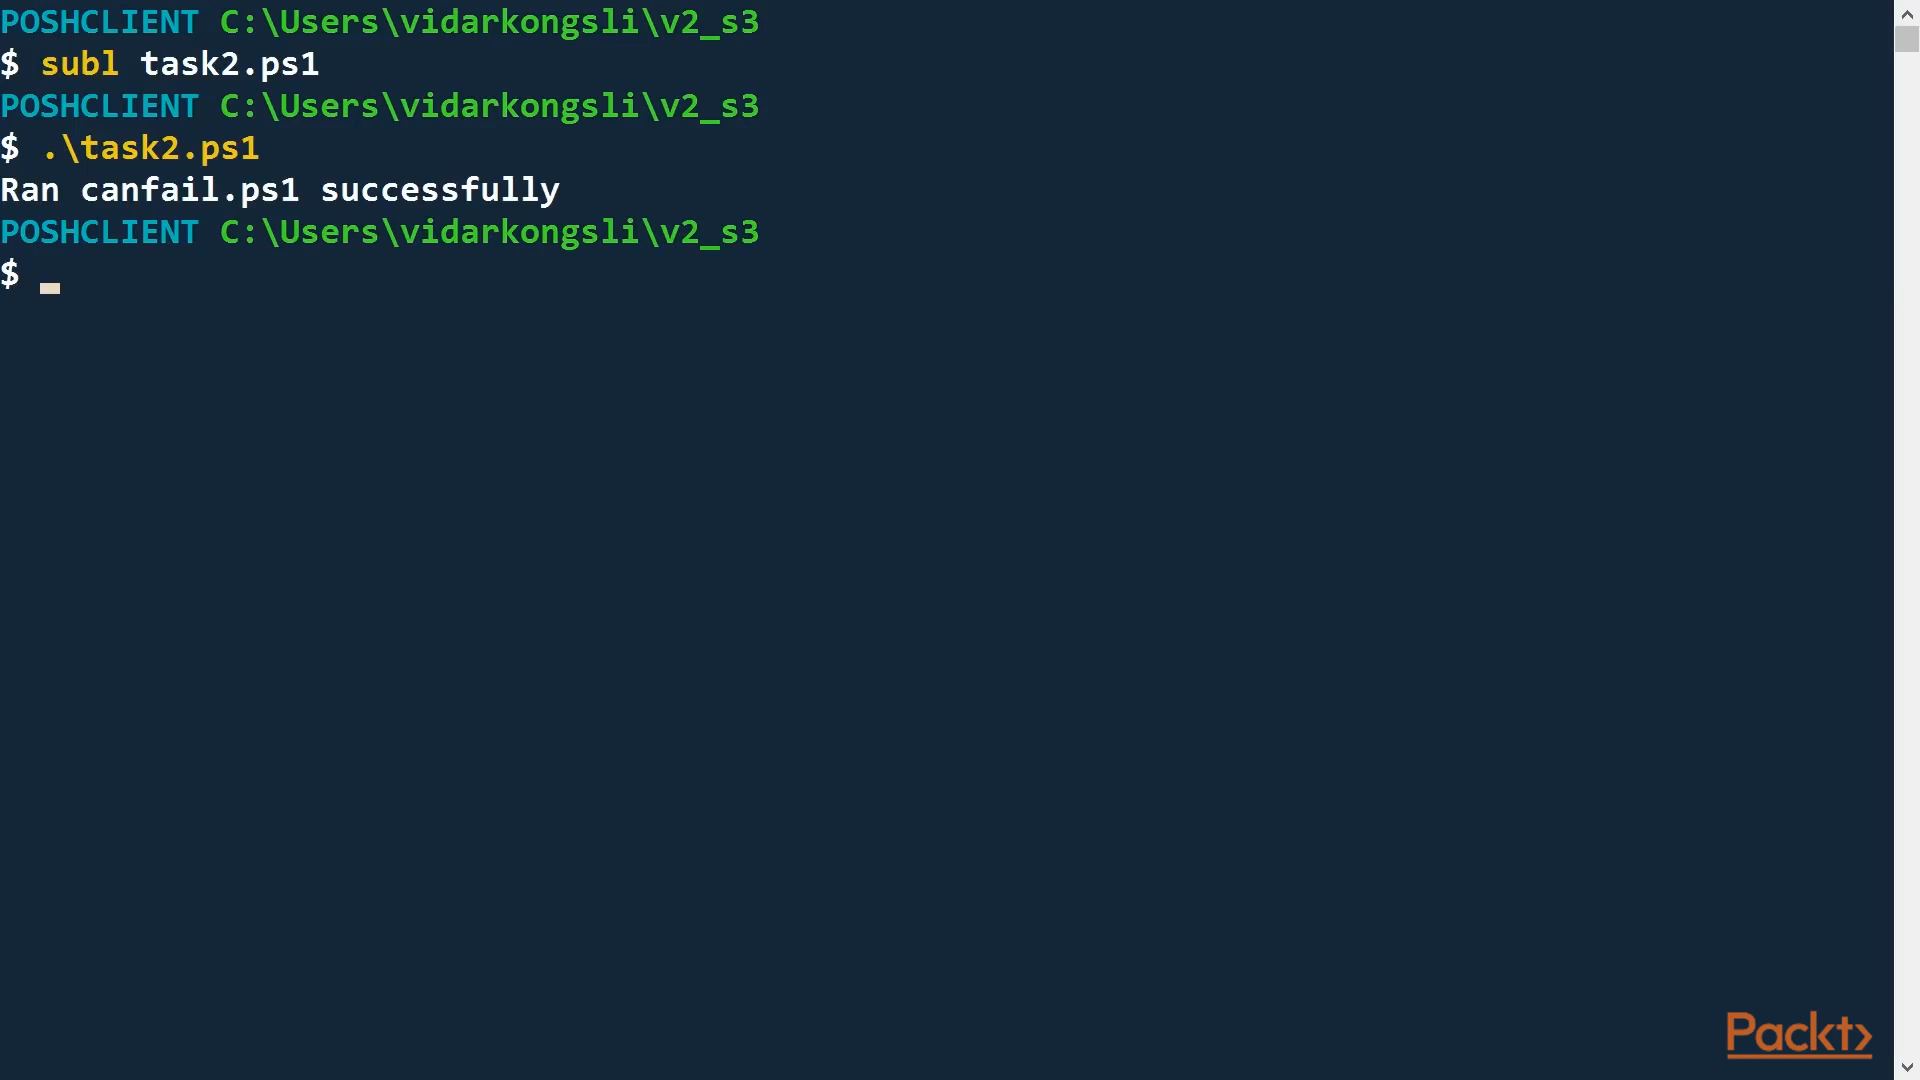 POSHCLIENT C:\Users\vidarkongsli\v2_s3
$ subl task2.ps1
POSHCLIENT C:\Users\vidarkongsli\v2_s3
$ .\task2.ps1
Ran canfail.ps1 successfully
POSHCLIENT C:\Users\vidarkongsli\v2_s3
$ 
Packt>